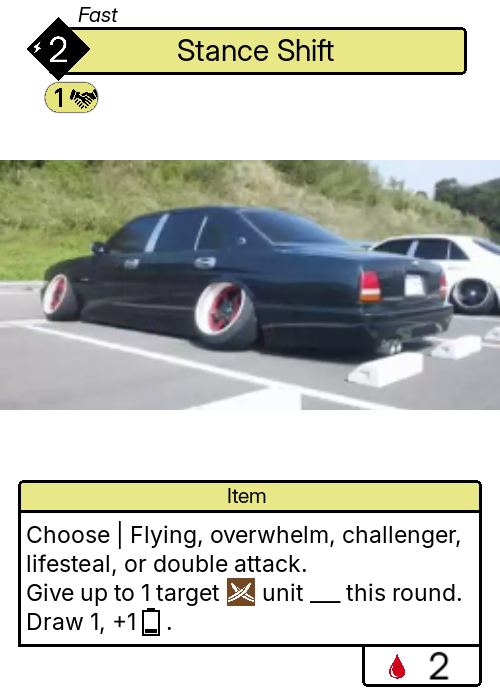 Fast
2
Stance Shift
1
Item
Choose | Flying, overwhelm, challenger,
lifesteal, or double attack.
Give up to 1 target unit ___ this round.
Draw 1, +1 .
2